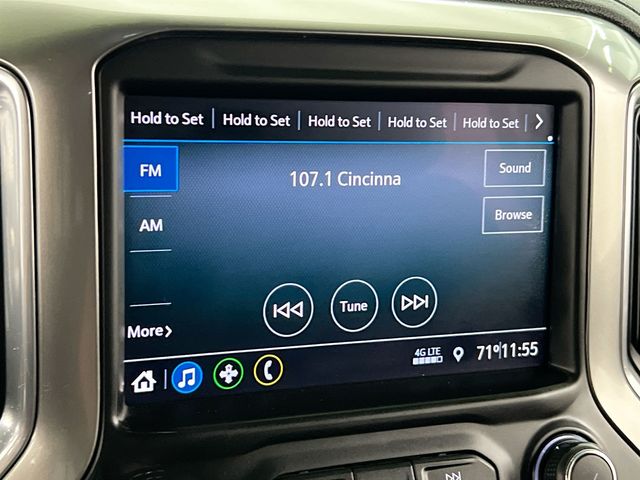 Hold to Set Hold to Set Hold to Set Hold to Set Hold to Set
FM
107.1 Cincinna
Sound
AM
Browse
Tune
More
4G LTE
71° 11:55